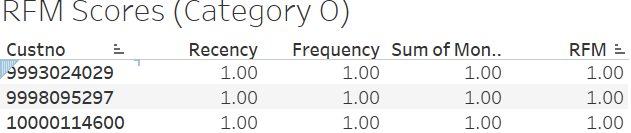 RFM Scores (Category O)
Custno Recency Frequency Sum of Mon.. RFM
9993024029 1.00 1.00 1.00 1.00
9998095297 1.00 1.00 1.00 1.00
10000114600 1.00 1.00 1.00 1.00